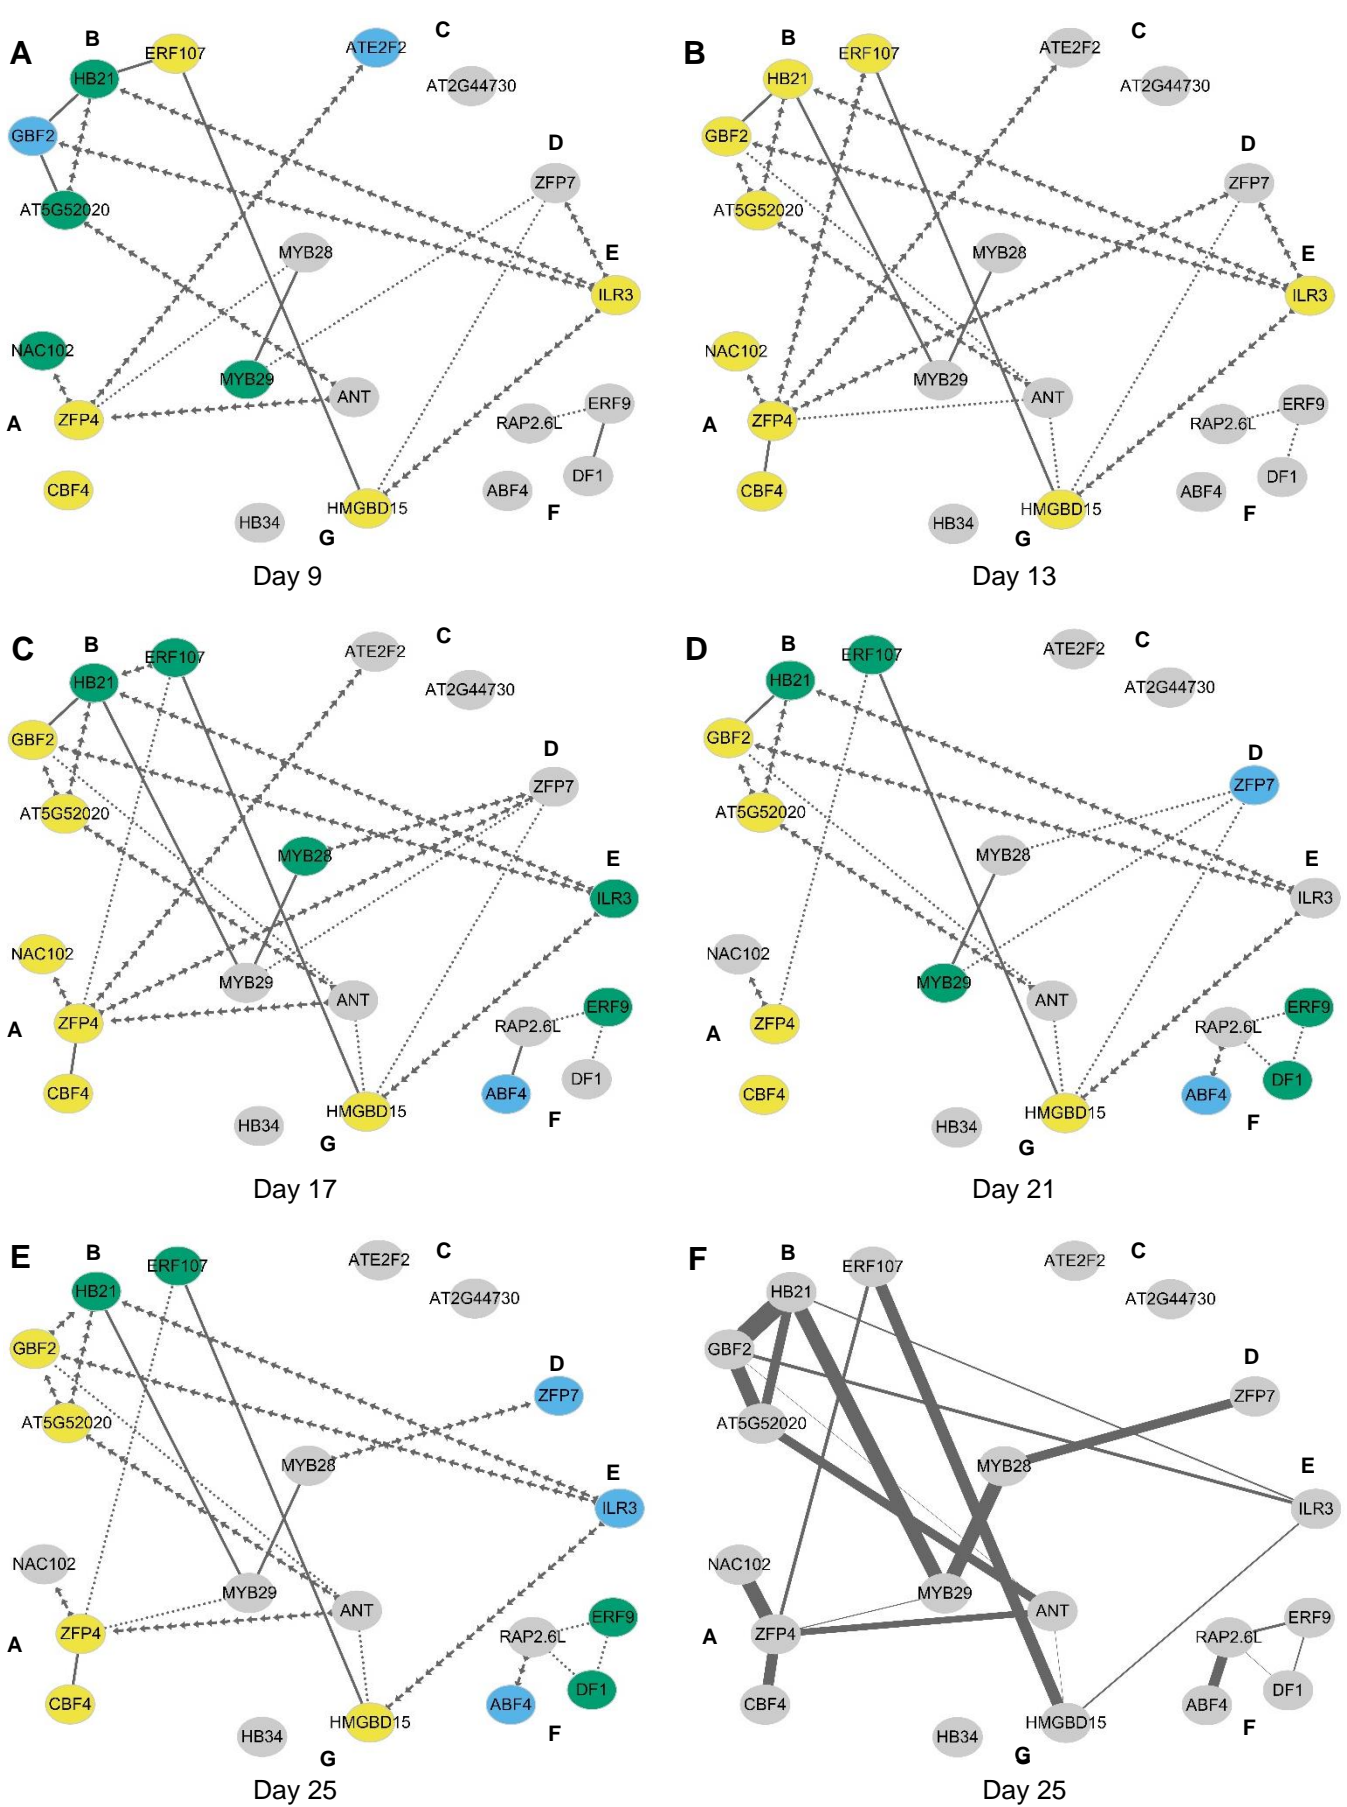 A
B
ERF107
ATE2F2
C
HB21
AT2G44730
GBF2
D
ZFP7
AT5G52020
MYB28
E
ILR3
NAC102
MYB29
ANT
ERF9
RAP2.6L
A
ZFP4
DF1
CBF4
ABF4
HMGBD15
F
HB34
G
Day 9
B
B
ERF107
ATE2F2
C
HB21
AT2G44730
GBF2
D
ZFP7
AT5G52020
MYB28
E
ILR3
NAC102
MYB29
ANT
ERF9
RAP2.6L
A
ZFP4
DF1
CBF4
ABF4
HMGBD15
F
HB34
G
Day 13
C
B
ERF107
ATE2F2
C
HB21
AT2G44730
GBF2
D
ZFP7
AT5G52020
MYB28
E
ILR3
NAC102
MYB29
ANT
ERF9
RAP2.6L
A
ZFP4
DF1
CBF4
ABF4
HMGBD15
F
HB34
G
Day 17
D
B
ERF107
ATE2F2
C
HB21
AT2G44730
GBF2
D
ZFP7
AT5G52020
MYB28
E
ILR3
NAC102
MYB29
ANT
ERF9
RAP2.6L
A
ZFP4
DF1
CBF4
ABF4
HMGBD15
F
HB34
G
Day 21
E
B
ERF107
ATE2F2
C
HB21
AT2G44730
GBF2
D
ZFP7
AT5G52020
MYB28
E
ILR3
NAC102
MYB29
ANT
ERF9
RAP2.6L
A
ZFP4
DF1
CBF4
ABF4
HMGBD15
F
HB34
G
Day 25
F
B
ERF107
ATE2F2
C
HB21
AT2G44730
GBF2
D
ZFP7
AT5G52020
MYB28
E
ILR3
NAC102
MYB29
ANT
ERF9
RAP2.6L
A
ZFP4
DF1
CBF4
ABF4
HMGBD15
F
HB34
G
Day 25